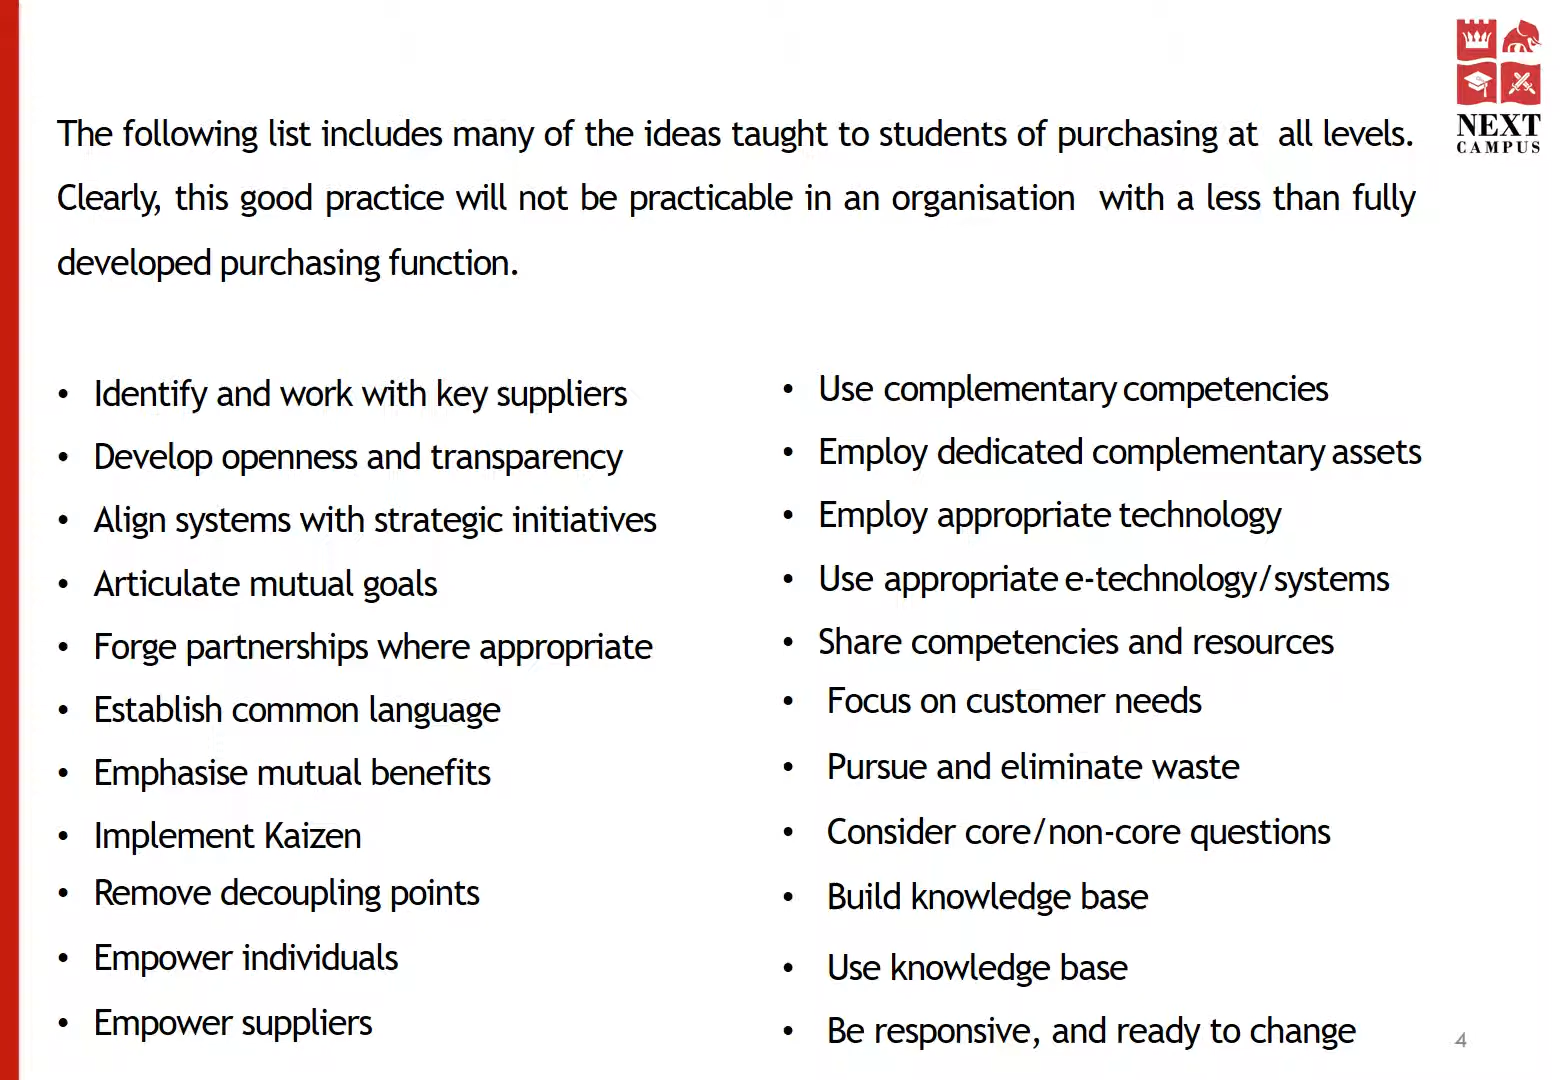 NEXT
CAMPUS
The following list includes many of the ideas taught to students of purchasing at all levels.
Clearly, this good practice will not be practicable in an organisation with a less than fully
developed purchasing function.
• Identify and work with key suppliers
• Develop openness and transparency
• Align systems with strategic initiatives
• Articulate mutual goals
• Forge partnerships where appropriate
• Establish common language
• Emphasise mutual benefits
• Implement Kaizen
• Remove decoupling points
• Empower individuals
• Empower suppliers
• Use complementary competencies
• Employ dedicated complementary assets
• Employ appropriate technology
• Use appropriate e-technology/systems
• Share competencies and resources
• Focus on customer needs
• Pursue and eliminate waste
• Consider core/non-core questions
• Build knowledge base
• Use knowledge base
• Be responsive, and ready to change
4